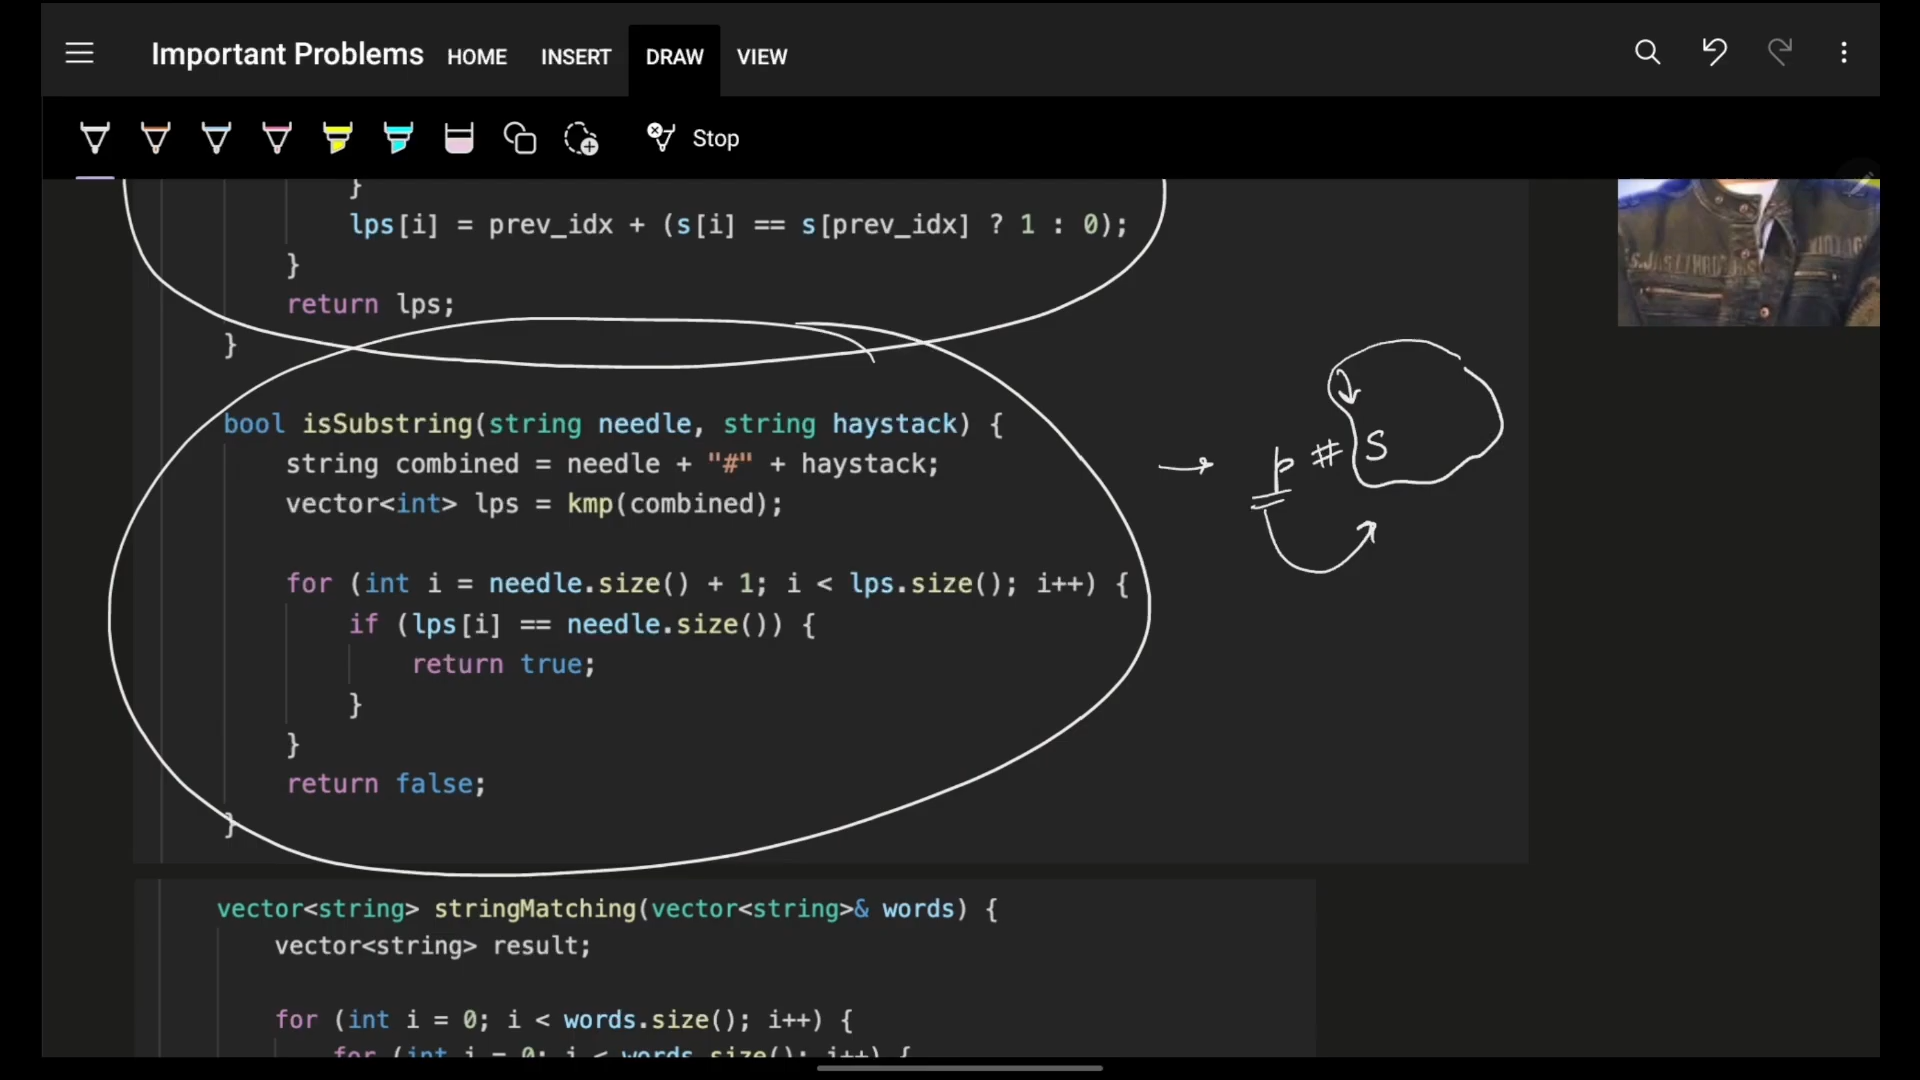 Important Problems HOME INSERT DRAW VIEW
Stop
}
lps[i] = prev_idx + (s[i] == s[prev_idx] ? 1 : 0);
}
return lps;
}
bool isSubstring(string needle, string haystack) {
string combined = needle + "#" + haystack;
vector<int> lps = kmp(combined);
for (int i = needle.size() + 1; i < lps.size(); i++) {
if (lps[i] == needle.size()) {
return true;
}
}
return false;
}
p # S
vector<string> stringMatching(vector<string>& words) {
vector<string> result;
for (int i = 0; i < words.size(); i++) {